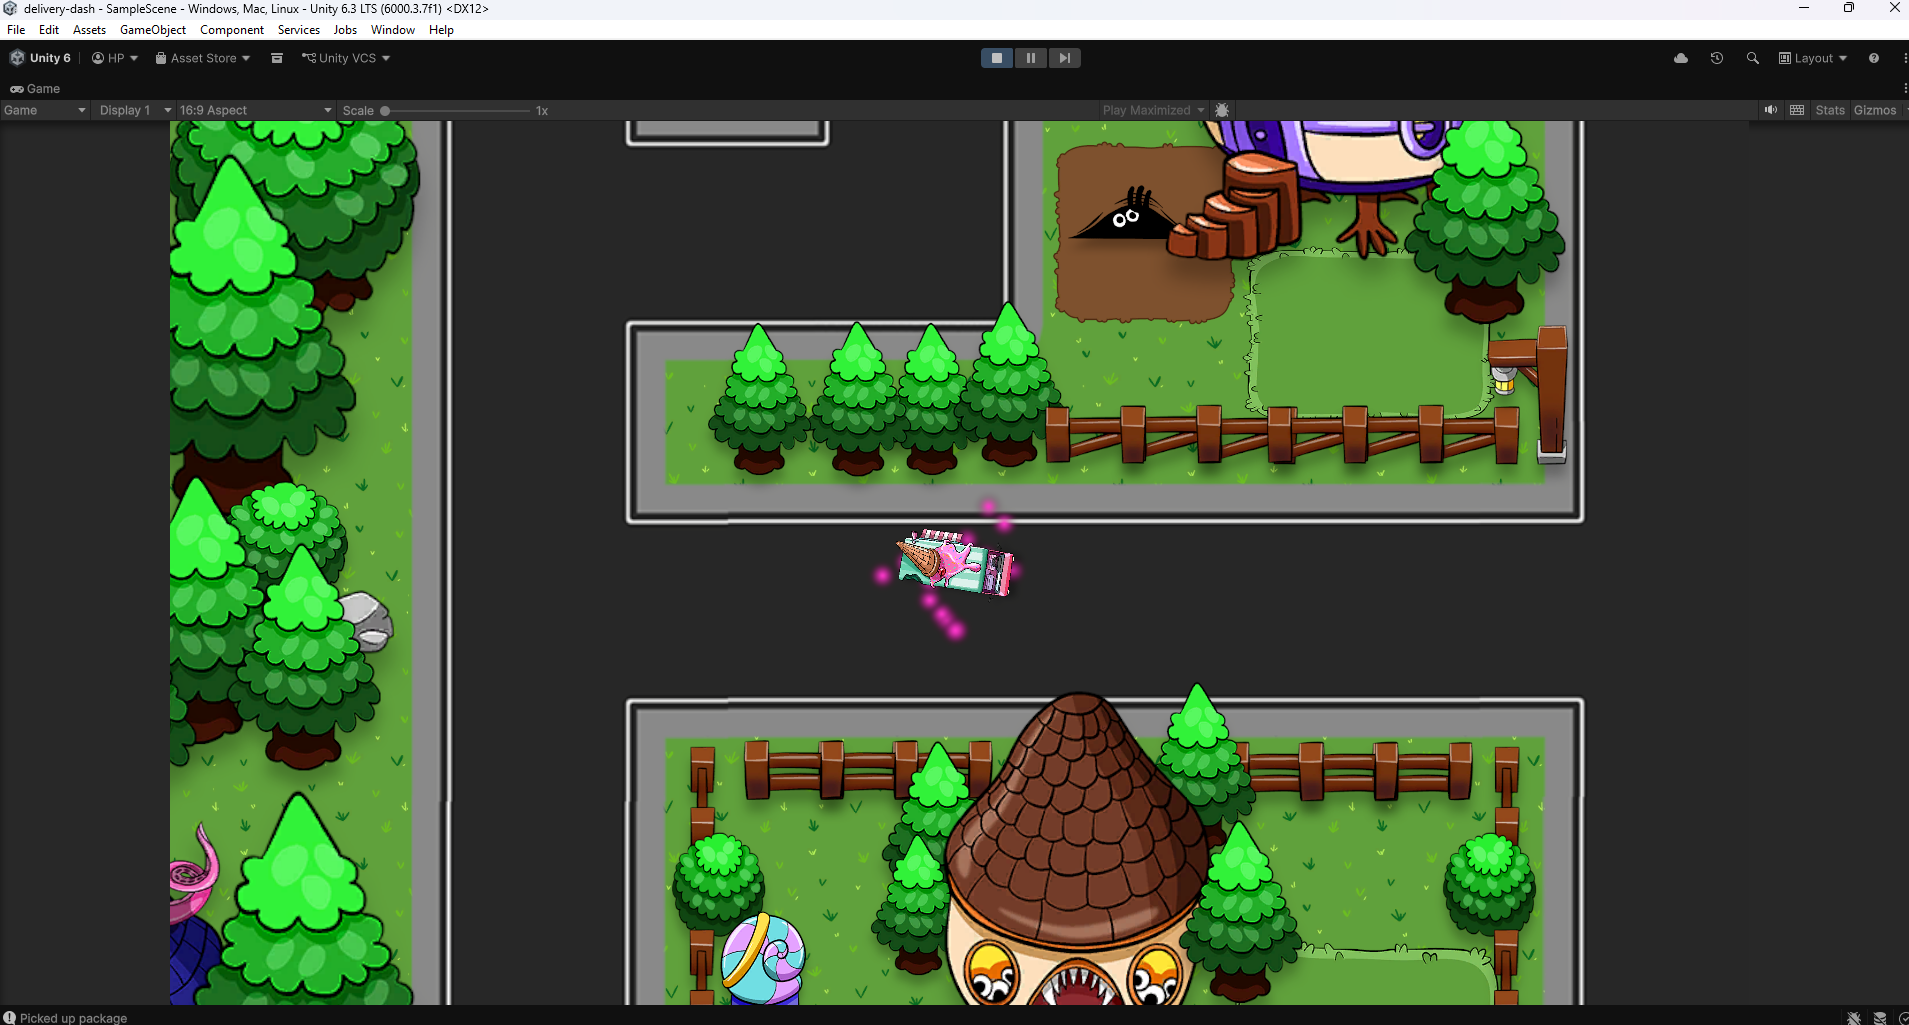 delivery-dash - SampleScene - Windows, Mac, Linux - Unity 6.3 LTS (6000.3.7f1) <DX12>
File Edit Assets GameObject Component Services Jobs Window Help
Unity 6 HP Asset Store Unity VCS Layout
Game
Game Display 1 16:9 Aspect Scale 1x Play Maximized Stats Gizmos
Picked up package